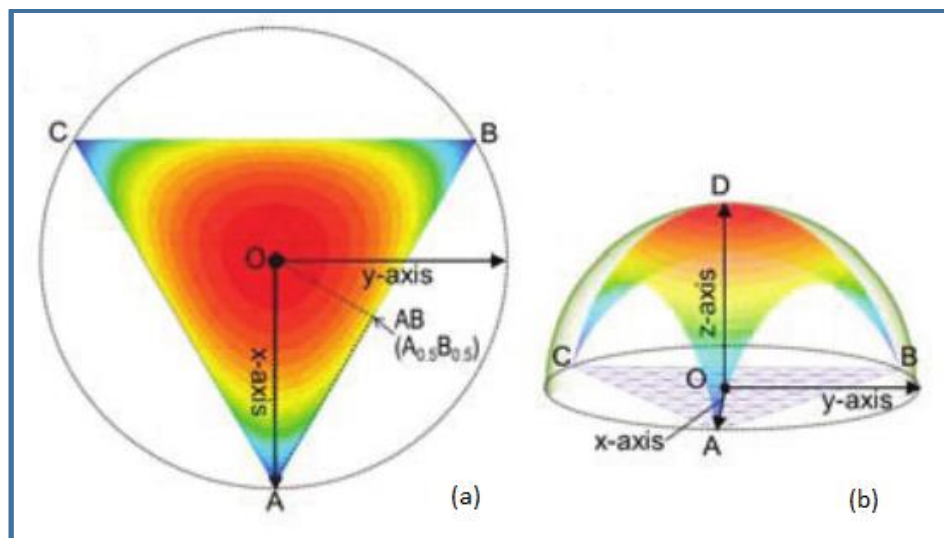 C
B
O
y-axis
AB
(A₀.₅B₀.₅)
x-axis
A
(a)
D
z-axis
C
B
O
y-axis
x-axis
A
(b)